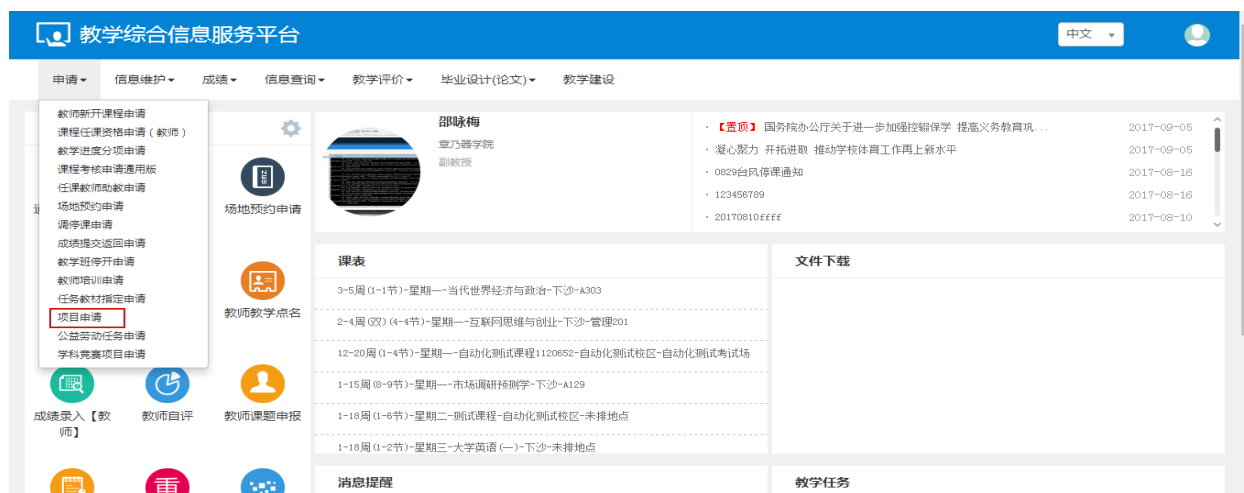 教学综合信息服务平台
中文
申请 信息维护 成绩 信息查询 教学评价 毕业设计(论文) 教学建设
教师新开课程申请
课程任课资格申请（教师）
教学进度分项申请
课程考核申请通用版
任课教师助教申请
场地预约申请
调停课申请
成绩提交返回申请
教学班停开申请
教师培训申请
任务教材指定申请
项目申请
公益劳动任务申请
学科竞赛项目申请
场地预约申请
教师教学点名
成绩录入【教师】
教师自评
教师课题申报
重
邵咏梅
章乃器学院
副教授
·【置顶】国务院办公厅关于进一步加强控辍保学 提高义务教育巩... 2017-09-05
· 凝心聚力 开拓进取 推动学校体育工作再上新水平 2017-09-05
· 0829台风停课通知 2017-08-16
· 123456789 2017-08-16
· 20170810ffff 2017-08-10
课表
3-5周(1-1节)-星期一-当代世界经济与政治-下沙-A303
2-4周(双)(4-4节)-星期一-互联网思维与创业-下沙-管理201
12-20周(1-4节)-星期一-自动化测试课程1120652-自动化测试校区-自动化测试考试场
1-15周(8-9节)-星期一-市场调研预测学-下沙-A129
1-18周(1-6节)-星期二-测试课程-自动化测试校区-未排地点
1-18周(1-2节)-星期三-大学英语(一)-下沙-未排地点
文件下载
消息提醒
教学任务